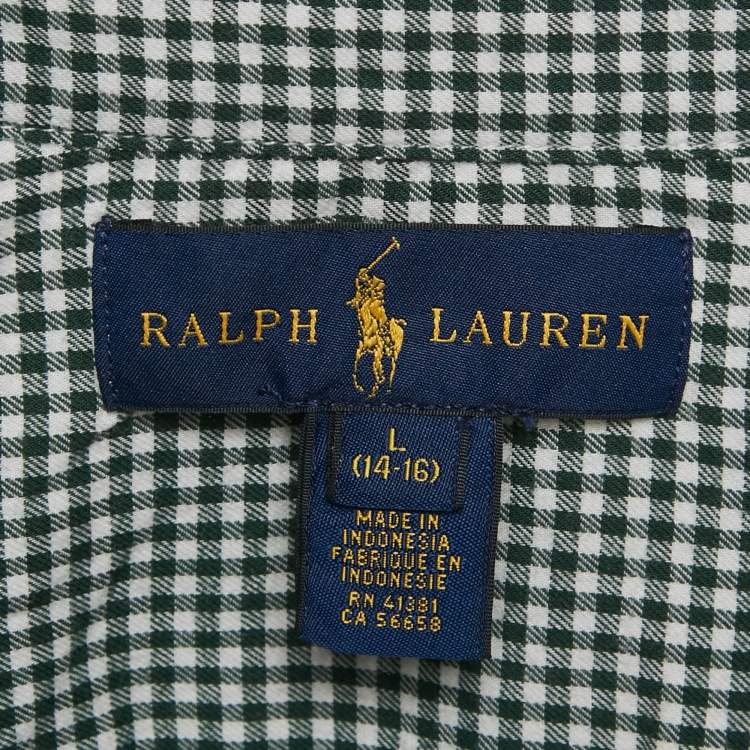 RALPH LAUREN
L
(14-16)
MADE IN
INDONESIA
FABRIQUE EN
INDONESIE
RN 41381
CA 56658